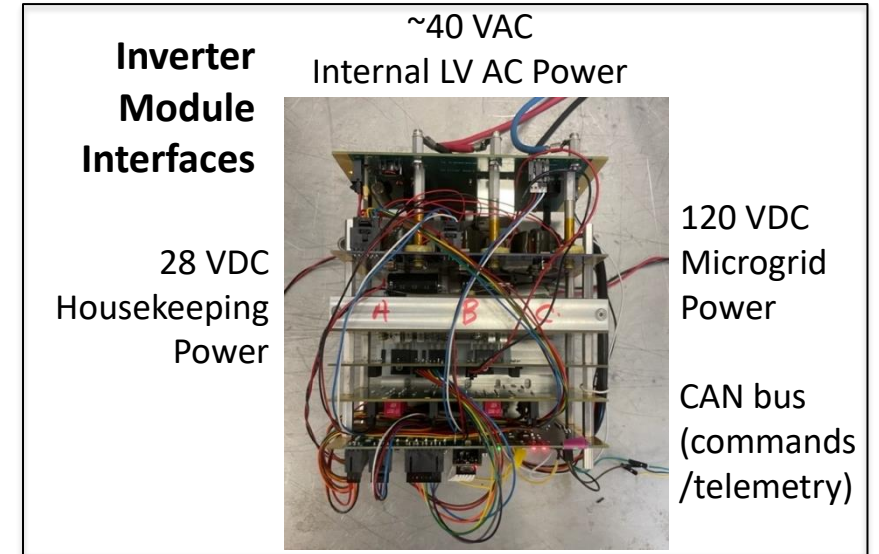 Inverter
Module
Interfaces
~40 VAC
Internal LV AC Power
28 VDC
Housekeeping
Power
120 VDC
Microgrid
Power
CAN bus
(commands
/telemetry)
A B C